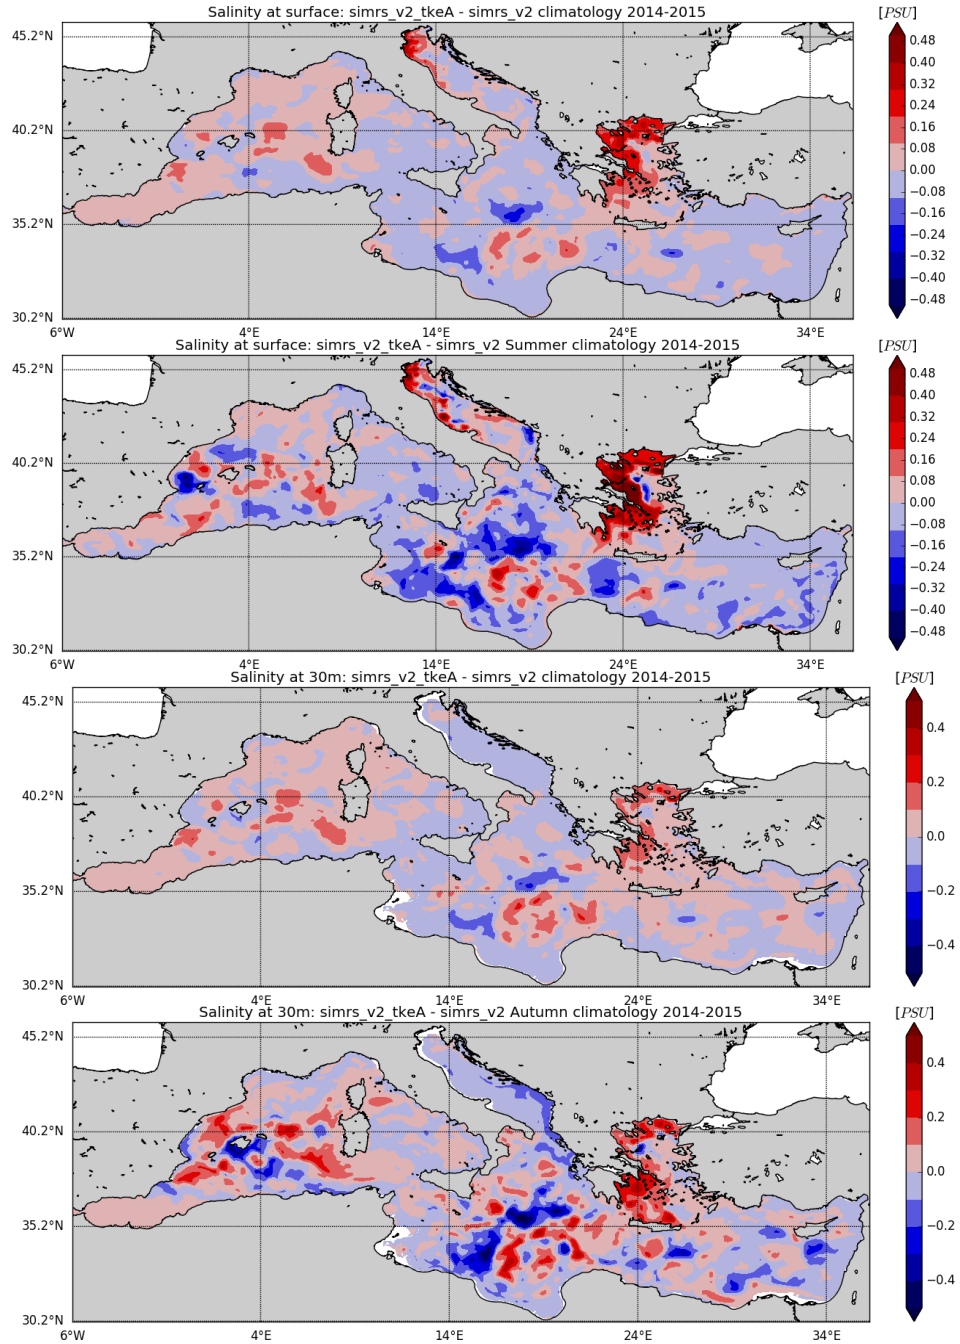 Salinity at surface: simrs_v2_tkeA - simrs_v2 climatology 2014-2015
[PSU]
45.2°N
40.2°N
35.2°N
30.2°N
6°W 4°E 14°E 24°E 34°E
0.48
0.40
0.32
0.24
0.16
0.08
0.00
−0.08
−0.16
−0.24
−0.32
−0.40
−0.48
Salinity at surface: simrs_v2_tkeA - simrs_v2 Summer climatology 2014-2015
[PSU]
45.2°N
40.2°N
35.2°N
30.2°N
6°W 4°E 14°E 24°E 34°E
0.48
0.40
0.32
0.24
0.16
0.08
0.00
−0.08
−0.16
−0.24
−0.32
−0.40
−0.48
Salinity at 30m: simrs_v2_tkeA - simrs_v2 climatology 2014-2015
[PSU]
45.2°N
40.2°N
35.2°N
30.2°N
6°W 4°E 14°E 24°E 34°E
0.4
0.2
0.0
−0.2
−0.4
Salinity at 30m: simrs_v2_tkeA - simrs_v2 Autumn climatology 2014-2015
[PSU]
45.2°N
40.2°N
35.2°N
30.2°N
6°W 4°E 14°E 24°E 34°E
0.4
0.2
0.0
−0.2
−0.4